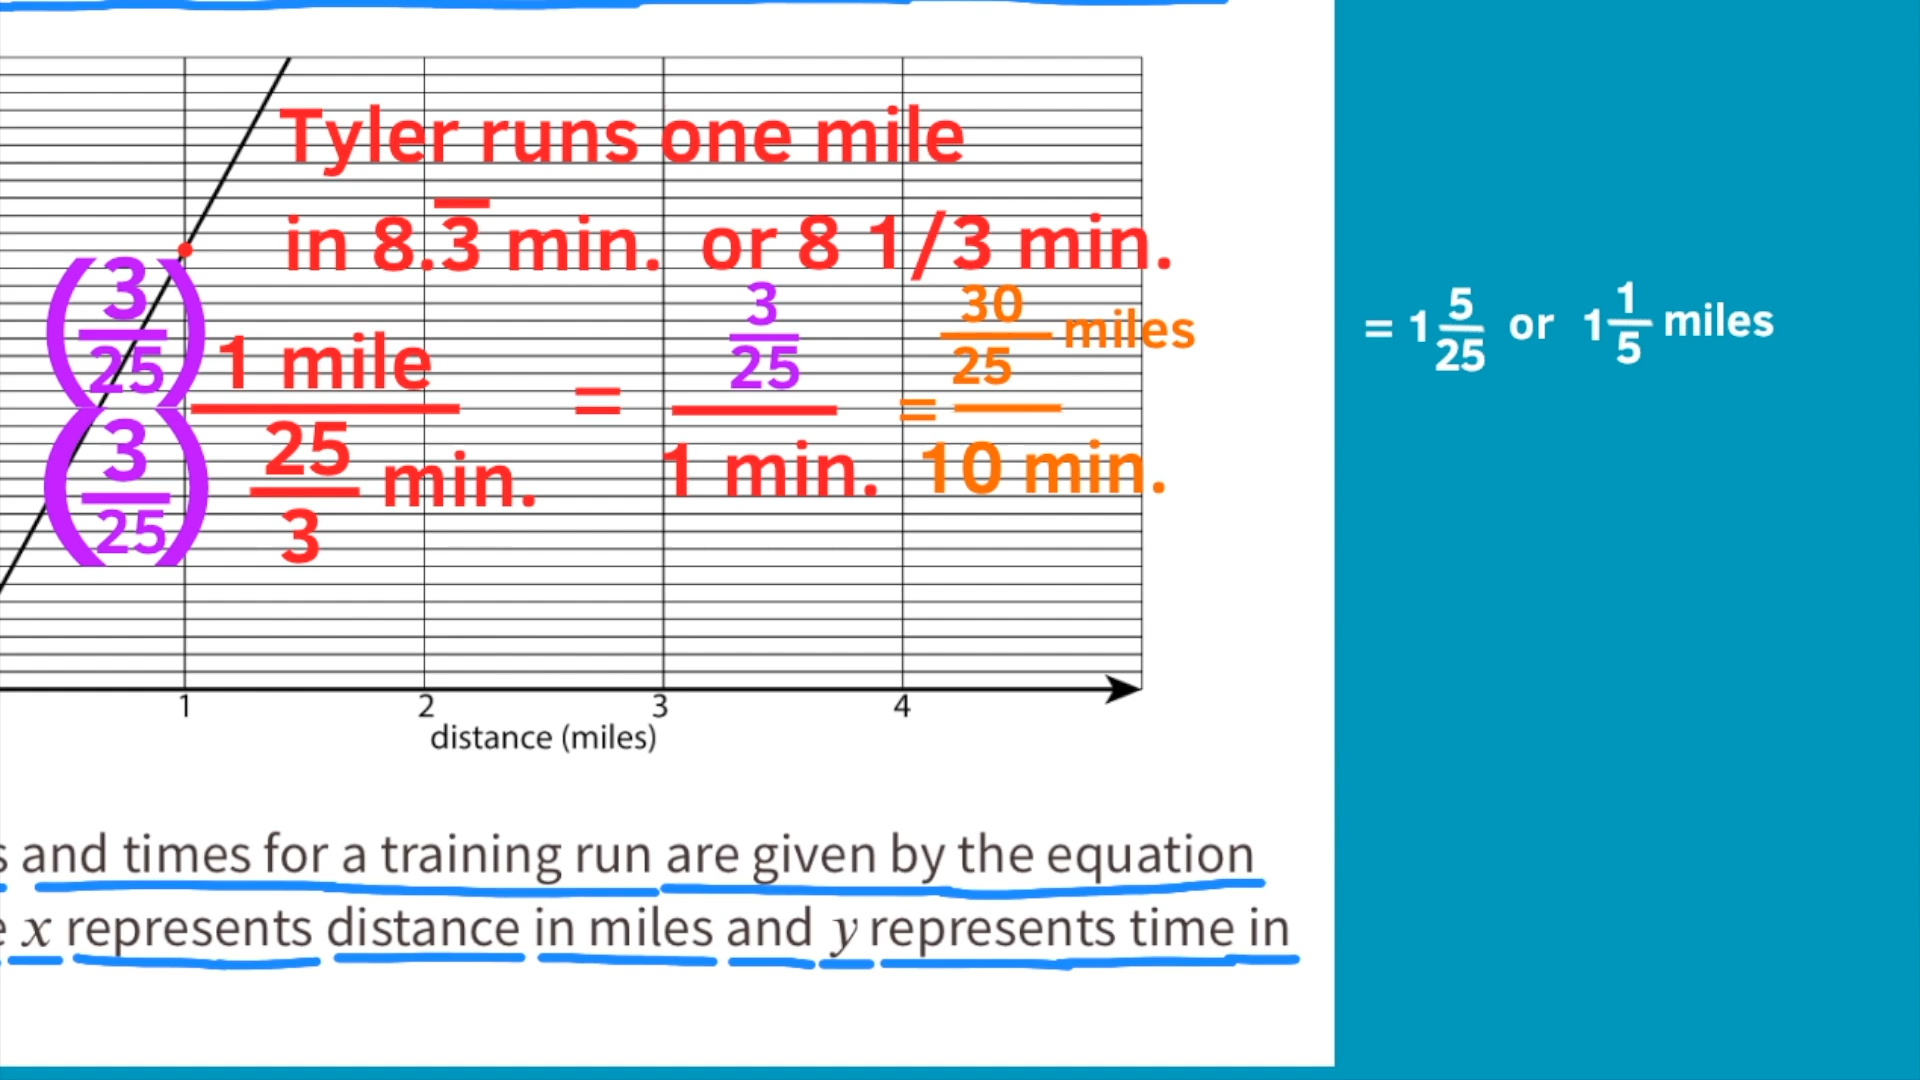 Tyler runs one mile
in 8.3̅ min. or 8 1/3 min.
(3/25) 1 mile
(3/25) 25/3 min.
= 3/25
1 min.
= 30/25 miles
10 min.
= 1 5/25 or 1 1/5 miles
1 2 3 4
distance (miles)
and times for a training run are given by the equation
x represents distance in miles and y represents time in